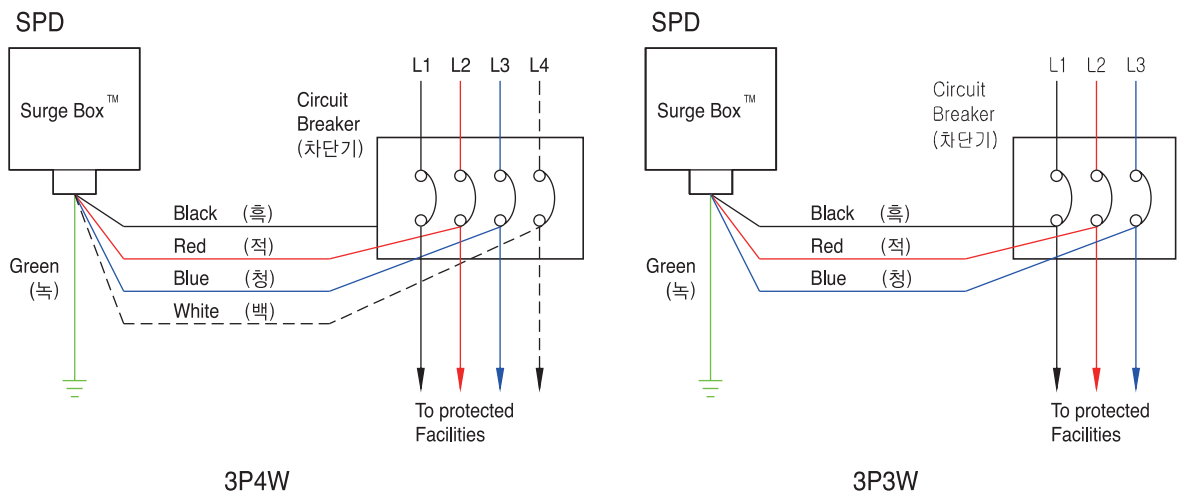 SPD
Surge Box™
Circuit
Breaker
(차단기)
L1 L2 L3 L4
Black (흑)
Red (적)
Blue (청)
White (백)
Green
(녹)
To protected
Facilities
3P4W
SPD
Surge Box™
Circuit
Breaker
(차단기)
L1 L2 L3
Black (흑)
Red (적)
Blue (청)
Green
(녹)
To protected
Facilities
3P3W